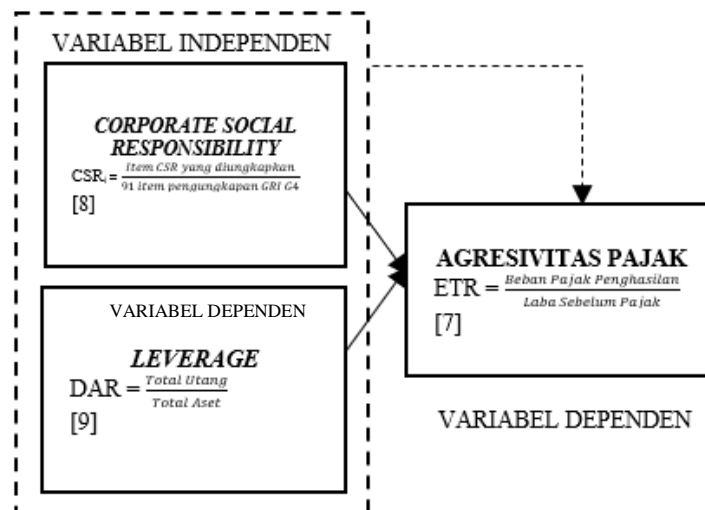 VARIABEL INDEPENDEN
CORPORATE SOCIAL
RESPONSIBILITY
CSRi = Item CSR yang diungkapkan / 91 item pengungkapan GRI G4
[8]
VARIABEL DEPENDEN
LEVERAGE
DAR = Total Utang / Total Aset
[9]
AGRESIVITAS PAJAK
ETR = Beban Pajak Penghasilan / Laba Sebelum Pajak
[7]
VARIABEL DEPENDEN